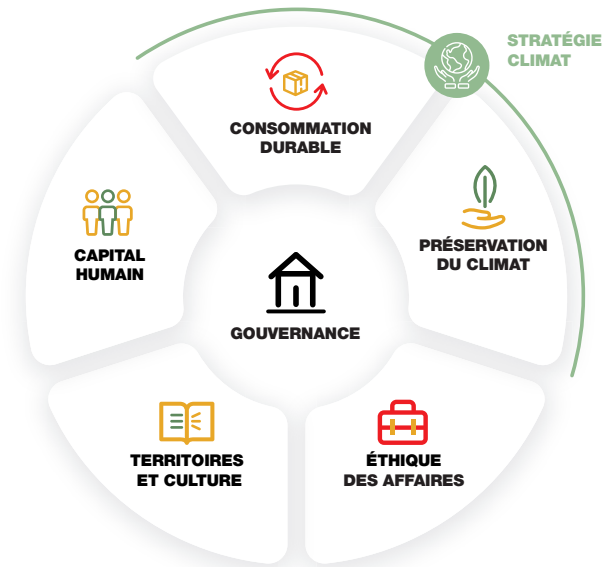 STRATÉGIE
CLIMAT
CONSOMMATION
DURABLE
PRÉSERVATION
DU CLIMAT
CAPITAL
HUMAIN
GOUVERNANCE
TERRITOIRES
ET CULTURE
ÉTHIQUE
DES AFFAIRES